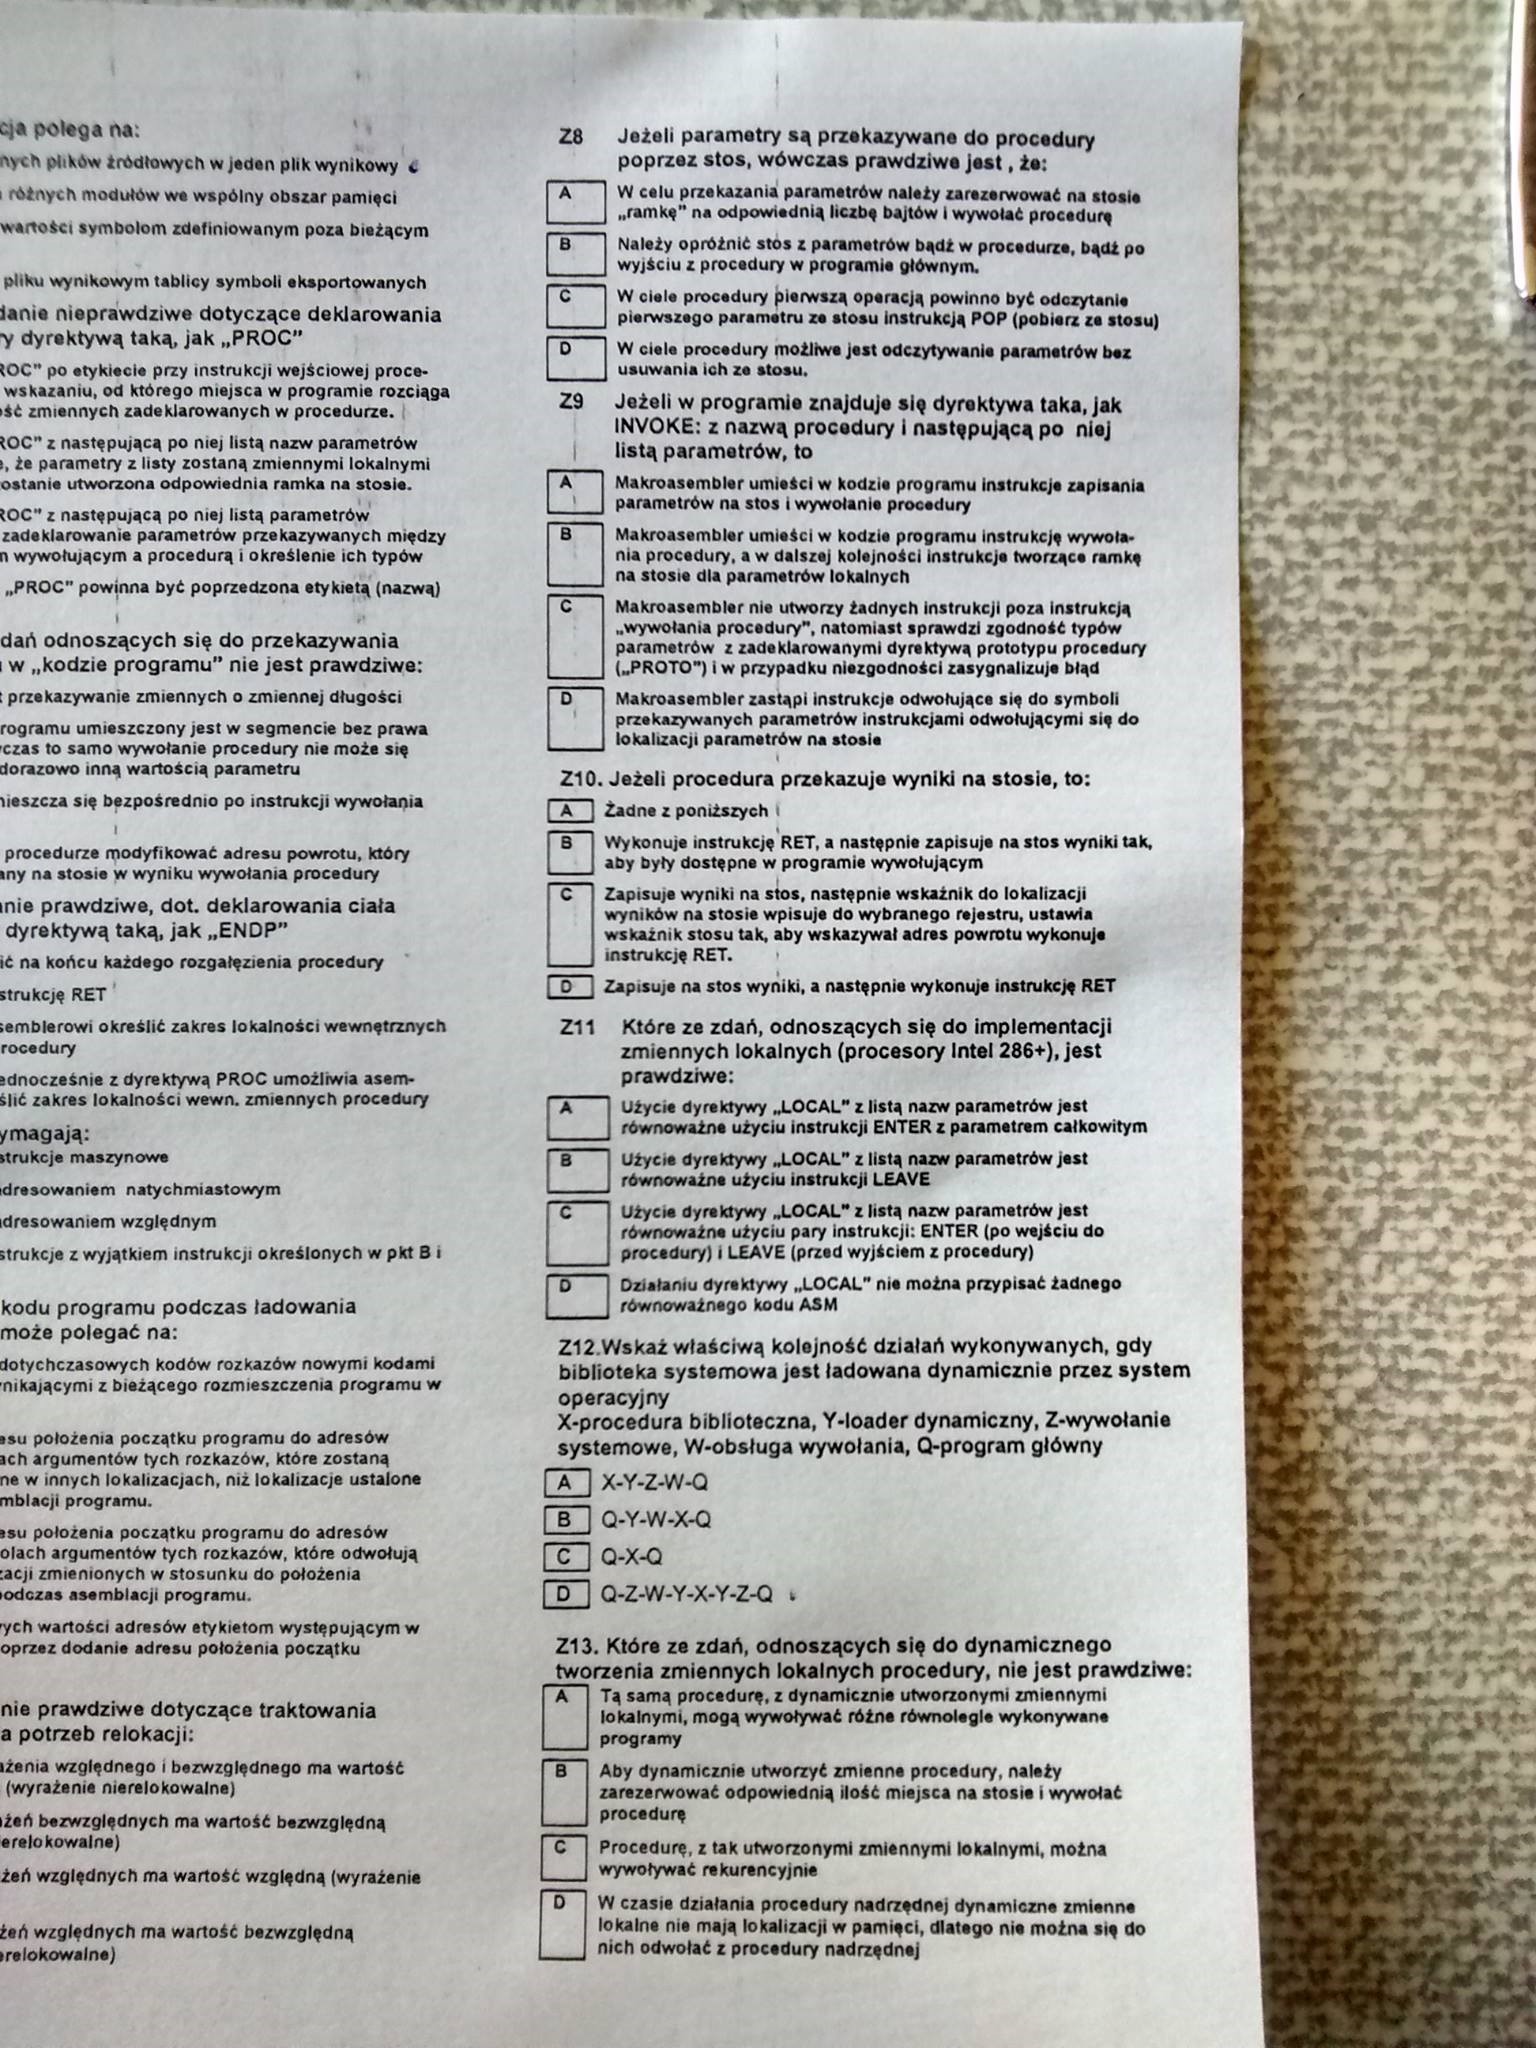 cja polega na:
nych plików źródłowych w jeden plik wynikowy
różnych modułów we wspólny obszar pamięci
wartości symbolom zdefiniowanym poza bieżącym
pliku wynikowym tablicy symboli eksportowanych
danie nieprawdziwe dotyczące deklarowania
ry dyrektywą taką, jak „PROC"
ROC" po etykiecie przy instrukcji wejściowej proce-
wskazaniu, od którego miejsca w programie rozciąga
ość zmiennych zadeklarowanych w procedurze.
ROC" z następującą po niej listą nazw parametrów
e, że parametry z listy zostaną zmiennymi lokalnymi
ostanie utworzona odpowiednia ramka na stosie.
ROC" z następującą po niej listą parametrów
zadeklarowanie parametrów przekazywanych między
m wywołującym a procedurą i określenie ich typów
„PROC" powinna być poprzedzona etykietą (nazwą)
dań odnoszących się do przekazywania
w „kodzie programu" nie jest prawdziwe:
t przekazywanie zmiennych o zmiennej długości
rogramu umieszczony jest w segmencie bez prawa
czas to samo wywołanie procedury nie może się
dorazowo inną wartością parametru
nieszcza się bezpośrednio po instrukcji wywołania
procedurze modyfikować adresu powrotu, który
any na stosie w wyniku wywołania procedury
nie prawdziwe, dot. deklarowania ciała
dyrektywą taką, jak „ENDP"
ić na końcu każdego rozgałęzienia procedury
strukcję RET
semblerowi określić zakres lokalności wewnętrznych
rocedury
ednocześnie z dyrektywą PROC umożliwia asem-
ślić zakres lokalności wewn. zmiennych procedury
ymagają:
strukcje maszynowe
adresowaniem natychmiastowym
adresowaniem względnym
strukcje z wyjątkiem instrukcji określonych w pkt B i
kodu programu podczas ładowania
może polegać na:
dotychczasowych kodów rozkazów nowymi kodami
ynikającymi z bieżącego rozmieszczenia programu w
esu położenia początku programu do adresów
ach argumentów tych rozkazów, które zostaną
ne w innych lokalizacjach, niż lokalizacje ustalone
mblacji programu.
esu położenia początku programu do adresów
olach argumentów tych rozkazów, które odwołują
zacji zmienionych w stosunku do położenia
podczas asemblacji programu.
ych wartości adresów etykietom występującym w
oprzez dodanie adresu położenia początku
nie prawdziwe dotyczące traktowania
a potrzeb relokacji:
ażenia względnego i bezwzględnego ma wartość
(wyrażenie nierelokowalne)
ażeń bezwzględnych ma wartość bezwzględną
ierelokowalne)
żeń względnych ma wartość względną (wyrażenie
żeń względnych ma wartość bezwzględną
erelokowalne)
Z8 Jeżeli parametry są przekazywane do procedury
poprzez stos, wówczas prawdziwe jest , że:
A W celu przekazania parametrów należy zarezerwować na stosie
„ramkę" na odpowiednią liczbę bajtów i wywołać procedurę
B Należy opróżnić stos z parametrów bądź w procedurze, bądź po
wyjściu z procedury w programie głównym.
C W ciele procedury pierwszą operacją powinno być odczytanie
pierwszego parametru ze stosu instrukcją POP (pobierz ze stosu)
D W ciele procedury możliwe jest odczytywanie parametrów bez
usuwania ich ze stosu.
Z9 Jeżeli w programie znajduje się dyrektywa taka, jak
INVOKE: z nazwą procedury i następującą po niej
listą parametrów, to
A Makroasembler umieści w kodzie programu instrukcje zapisania
parametrów na stos i wywołanie procedury
B Makroasembler umieści w kodzie programu instrukcję wywoła-
nia procedury, a w dalszej kolejności instrukcje tworzące ramkę
na stosie dla parametrów lokalnych
C Makroasembler nie utworzy żadnych instrukcji poza instrukcją
„wywołania procedury", natomiast sprawdzi zgodność typów
parametrów z zadeklarowanymi dyrektywą prototypu procedury
(„PROTO") i w przypadku niezgodności zasygnalizuje błąd
D Makroasembler zastąpi instrukcje odwołujące się do symboli
przekazywanych parametrów instrukcjami odwołującymi się do
lokalizacji parametrów na stosie
Z10. Jeżeli procedura przekazuje wyniki na stosie, to:
A Żadne z poniższych
B Wykonuje instrukcję RET, a następnie zapisuje na stos wyniki tak,
aby były dostępne w programie wywołującym
C Zapisuje wyniki na stos, następnie wskaźnik do lokalizacji
wyników na stosie wpisuje do wybranego rejestru, ustawia
wskaźnik stosu tak, aby wskazywał adres powrotu wykonuje
instrukcję RET.
D Zapisuje na stos wyniki, a następnie wykonuje instrukcję RET
Z11 Które ze zdań, odnoszących się do implementacji
zmiennych lokalnych (procesory Intel 286+), jest
prawdziwe:
A Użycie dyrektywy „LOCAL" z listą nazw parametrów jest
równoważne użyciu instrukcji ENTER z parametrem całkowitym
B Użycie dyrektywy „LOCAL" z listą nazw parametrów jest
równoważne użyciu instrukcji LEAVE
C Użycie dyrektywy „LOCAL" z listą nazw parametrów jest
równoważne użyciu pary instrukcji: ENTER (po wejściu do
procedury) i LEAVE (przed wyjściem z procedury)
D Działaniu dyrektywy „LOCAL" nie można przypisać żadnego
równoważnego kodu ASM
Z12.Wskaż właściwą kolejność działań wykonywanych, gdy
biblioteka systemowa jest ładowana dynamicznie przez system
operacyjny
X-procedura biblioteczna, Y-loader dynamiczny, Z-wywołanie
systemowe, W-obsługa wywołania, Q-program główny
A X-Y-Z-W-Q
B Q-Y-W-X-Q
C Q-X-Q
D Q-Z-W-Y-X-Y-Z-Q
Z13. Które ze zdań, odnoszących się do dynamicznego
tworzenia zmiennych lokalnych procedury, nie jest prawdziwe:
A Tą samą procedurę, z dynamicznie utworzonymi zmiennymi
lokalnymi, mogą wywoływać różne równolegle wykonywane
programy
B Aby dynamicznie utworzyć zmienne procedury, należy
zarezerwować odpowiednią ilość miejsca na stosie i wywołać
procedurę
C Procedurę, z tak utworzonymi zmiennymi lokalnymi, można
wywoływać rekurencyjnie
D W czasie działania procedury nadrzędnej dynamiczne zmienne
lokalne nie mają lokalizacji w pamięci, dlatego nie można się do
nich odwołać z procedury nadrzędnej